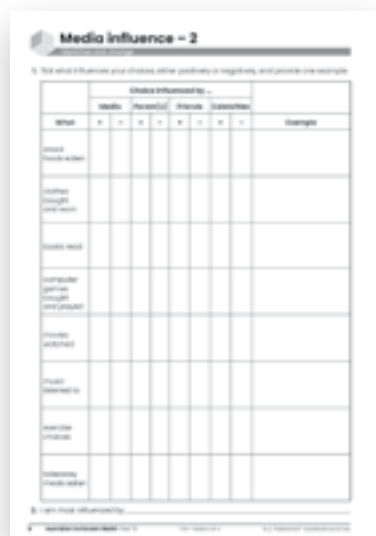 Media influence – 2
1. Tick what influences your choices, either positively or negatively, and provide one example.
Choice influenced by ...
Media Parent(s) Friends Celebrities
What + – + – + – + – Example
snack
foods eaten
clothes
bought
and worn
books read
computer
games
bought
and played
movies
watched
music
listened to
exercise
choices
takeaway
meals eaten
2. I am most influenced by